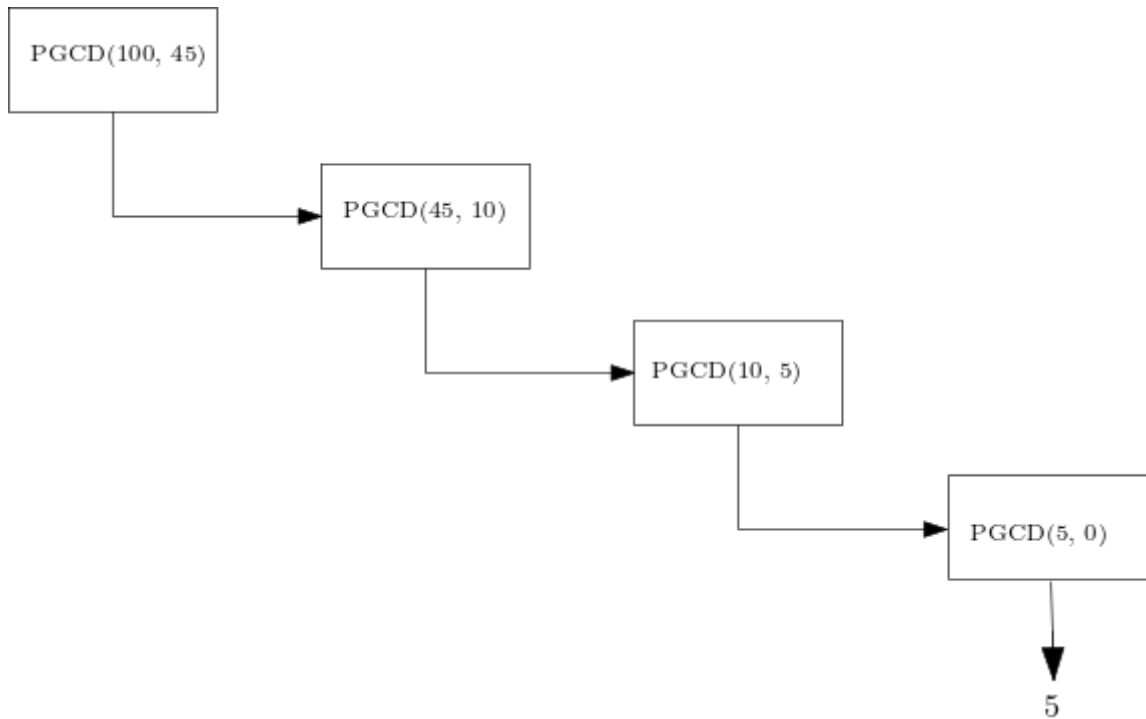 PGCD(100, 45)
PGCD(45, 10)
PGCD(10, 5)
PGCD(5, 0)
5